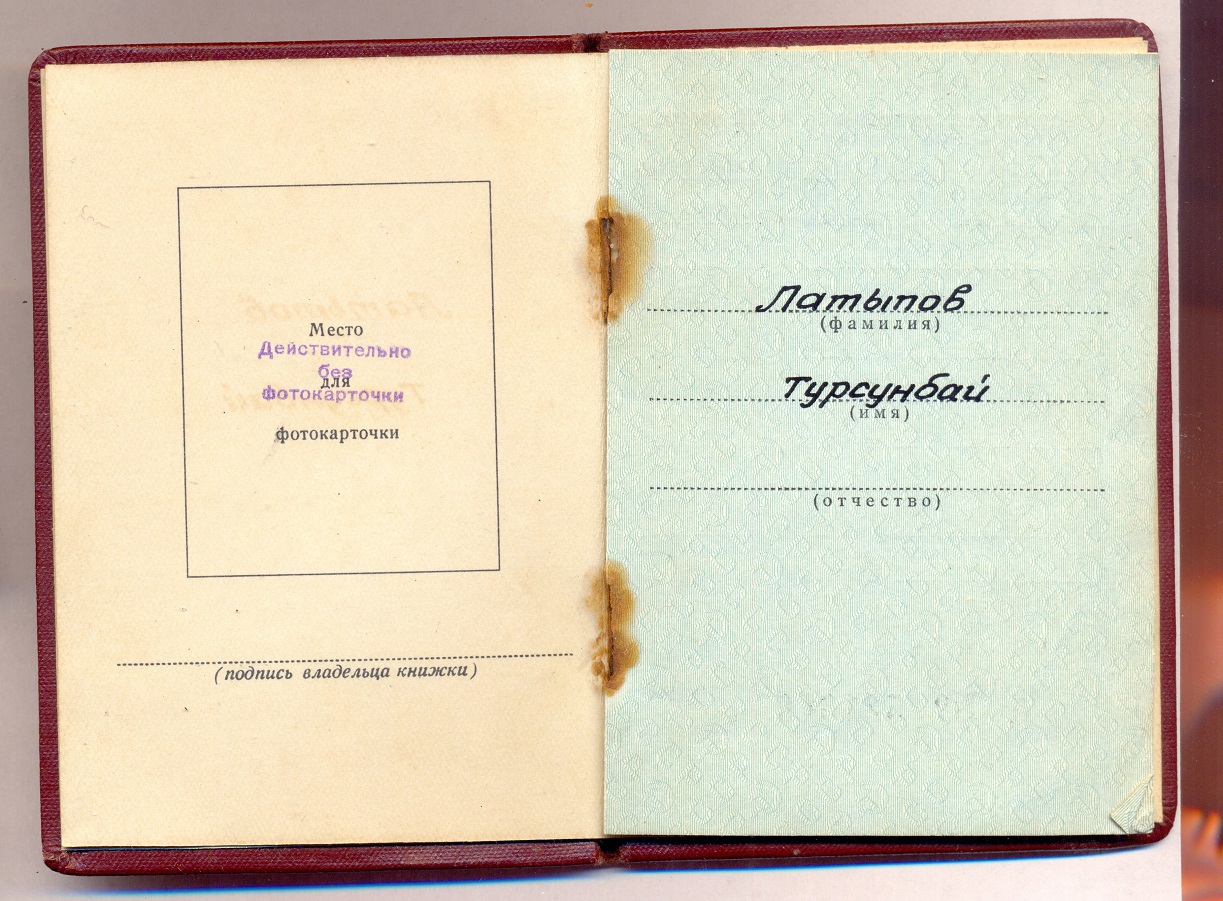 Место
Действительно
без
для
фотокарточки
фотокарточки
(подпись владельца книжки)
Латыпов
(фамилия)
Турсунбай
(имя)
(отчество)